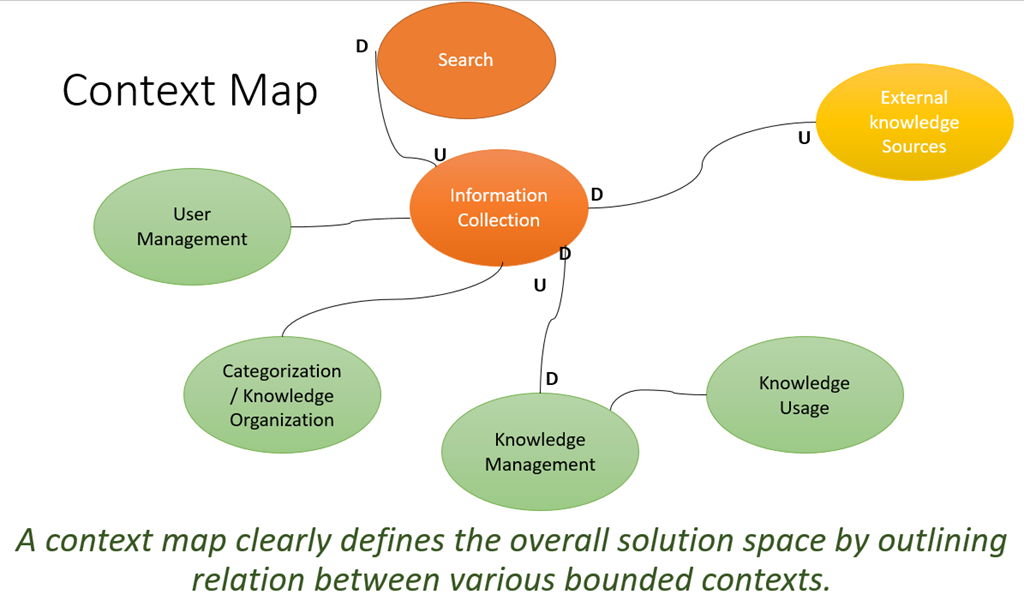 Context Map
D
Search
U
External
knowledge
Sources
U
Information
Collection
D
User
Management
D
U
Categorization
/ Knowledge
Organization
D
Knowledge
Management
Knowledge
Usage
A context map clearly defines the overall solution space by outlining
relation between various bounded contexts.